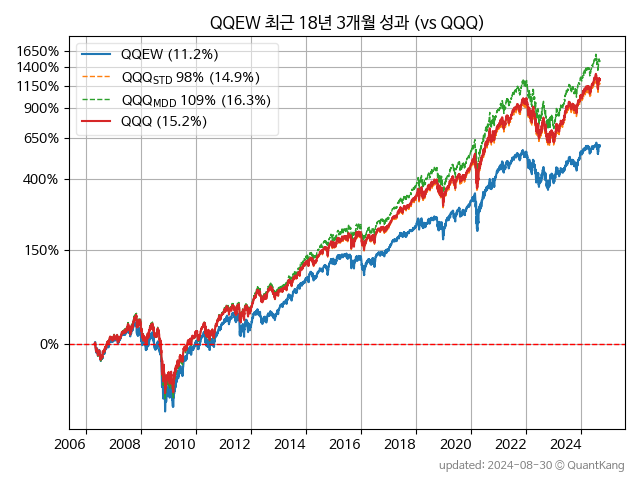 QQEW 최근 18년 3개월 성과 (vs QQQ)
QQEW (11.2%)
QQQSTD 98% (14.9%)
QQQMDD 109% (16.3%)
QQQ (15.2%)
1650%
1400%
1150%
900%
650%
400%
150%
0%
2006 2008 2010 2012 2014 2016 2018 2020 2022 2024
updated: 2024-08-30 © QuantKang